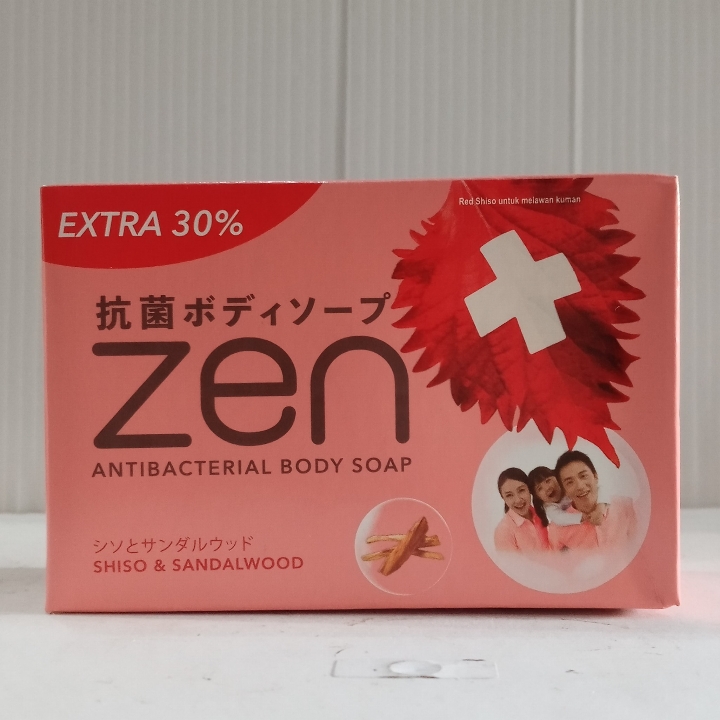 EXTRA 30%
Red Shiso untuk melawan kuman
抗菌ボディソープ
zen
ANTIBACTERIAL BODY SOAP
シソとサンダルウッド
SHISO & SANDALWOOD